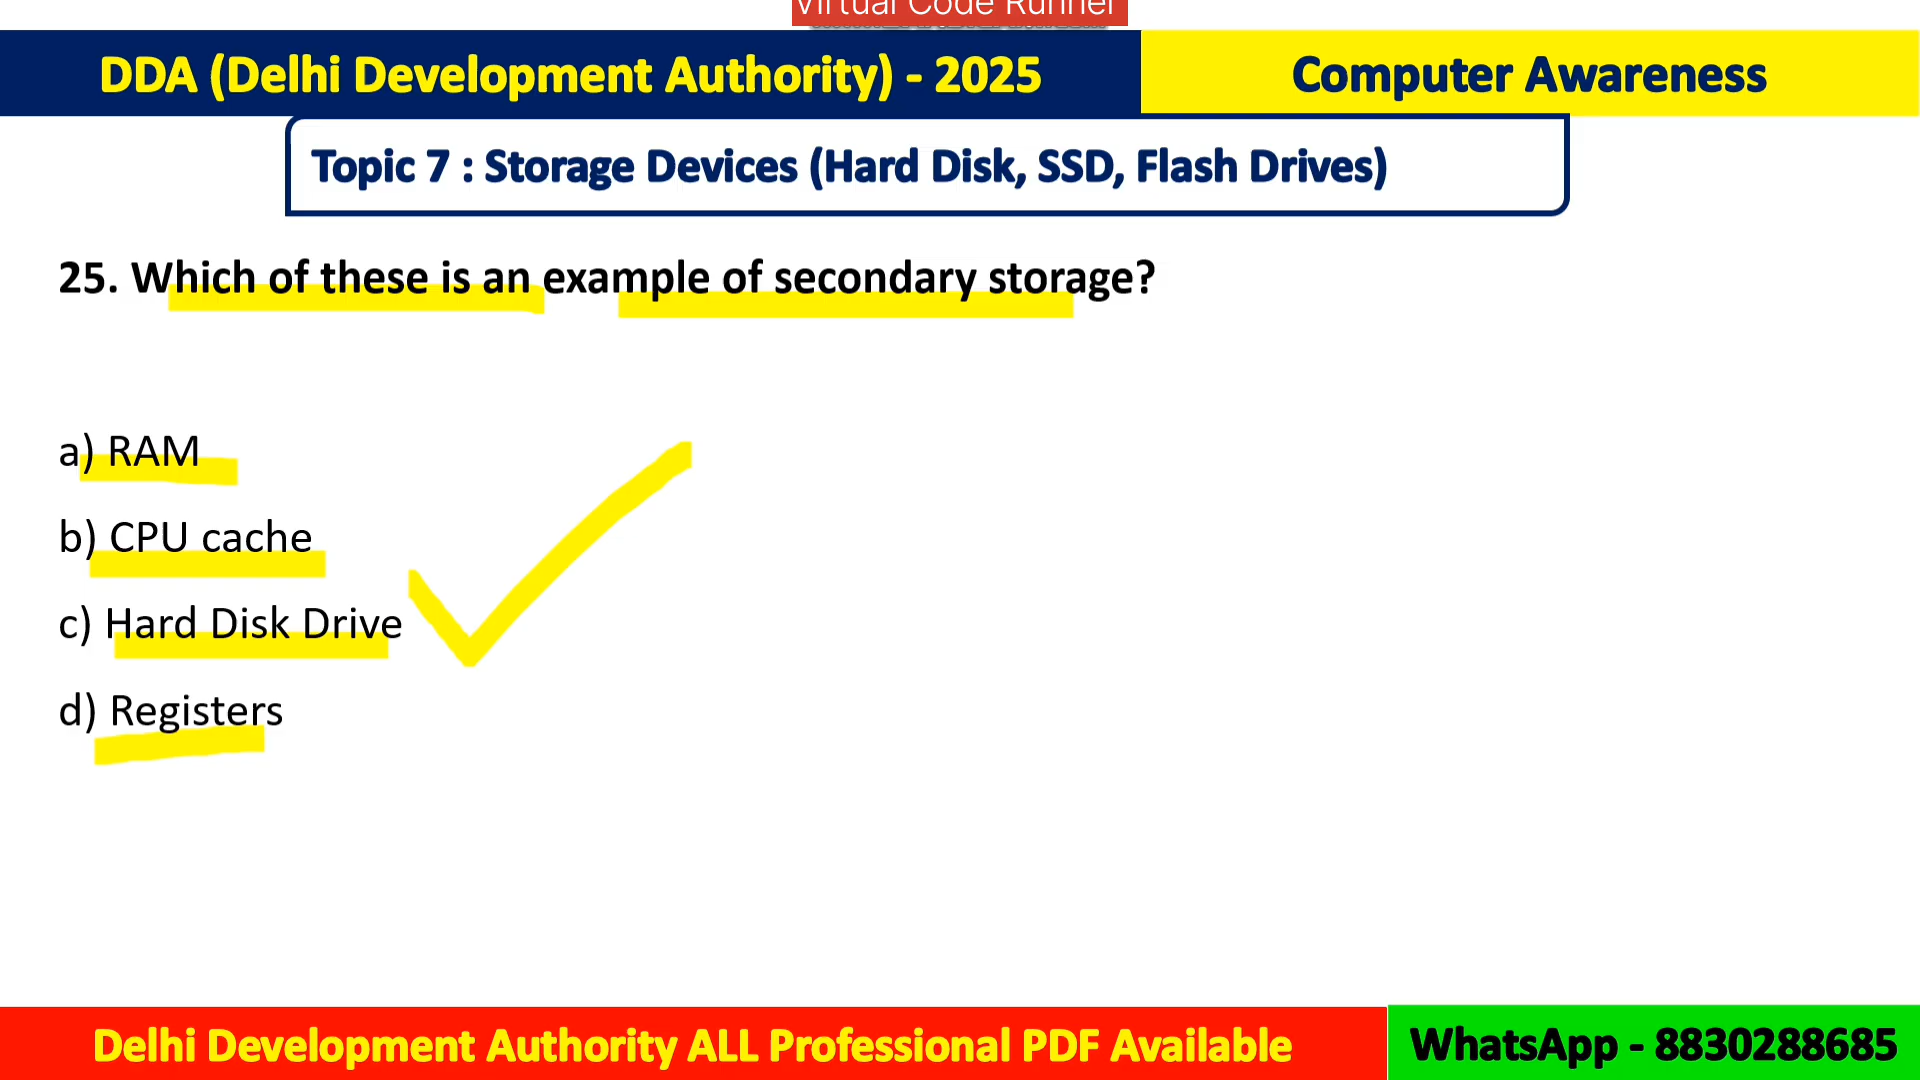 Virtual Code Runner
DDA (Delhi Development Authority) - 2025
Computer Awareness
Topic 7 : Storage Devices (Hard Disk, SSD, Flash Drives)
25. Which of these is an example of secondary storage?
a) RAM
b) CPU cache
c) Hard Disk Drive
d) Registers
Delhi Development Authority ALL Professional PDF Available
WhatsApp - 8830288685